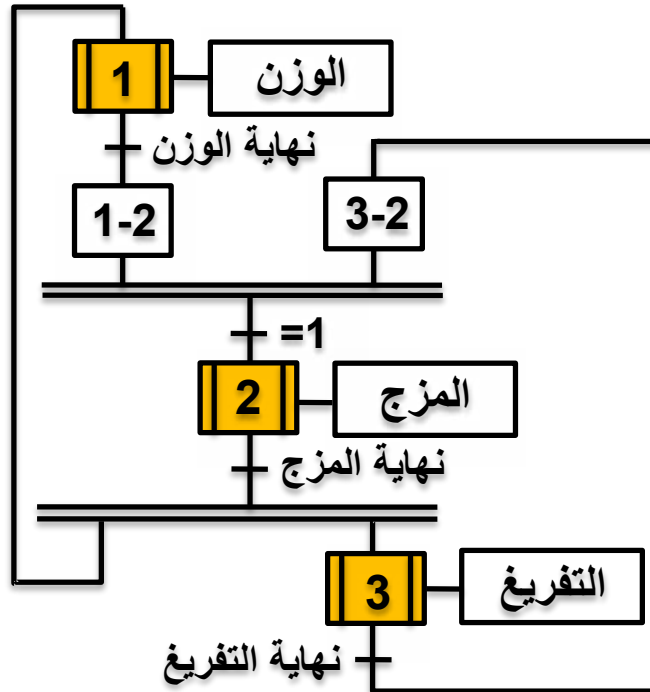 1
الوزن
نهاية الوزن
1-2
3-2
=1
2
المزج
نهاية المزج
3
التفريغ
نهاية التفريغ